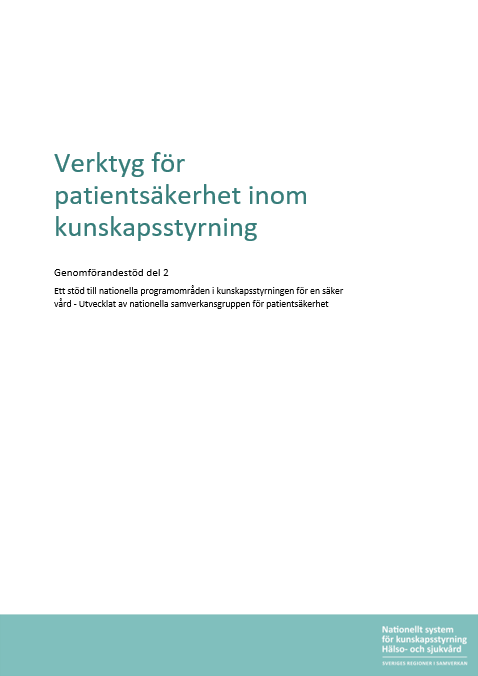 Verktyg för
patientsäkerhet inom
kunskapsstyrning
Genomförandestöd del 2
Ett stöd till nationella programområden i kunskapsstyrningen för en säker
vård - Utvecklat av nationella samverkansgruppen för patientsäkerhet
Nationellt system
för kunskapsstyrning
Hälso- och sjukvård
SVERIGES REGIONER I SAMVERKAN